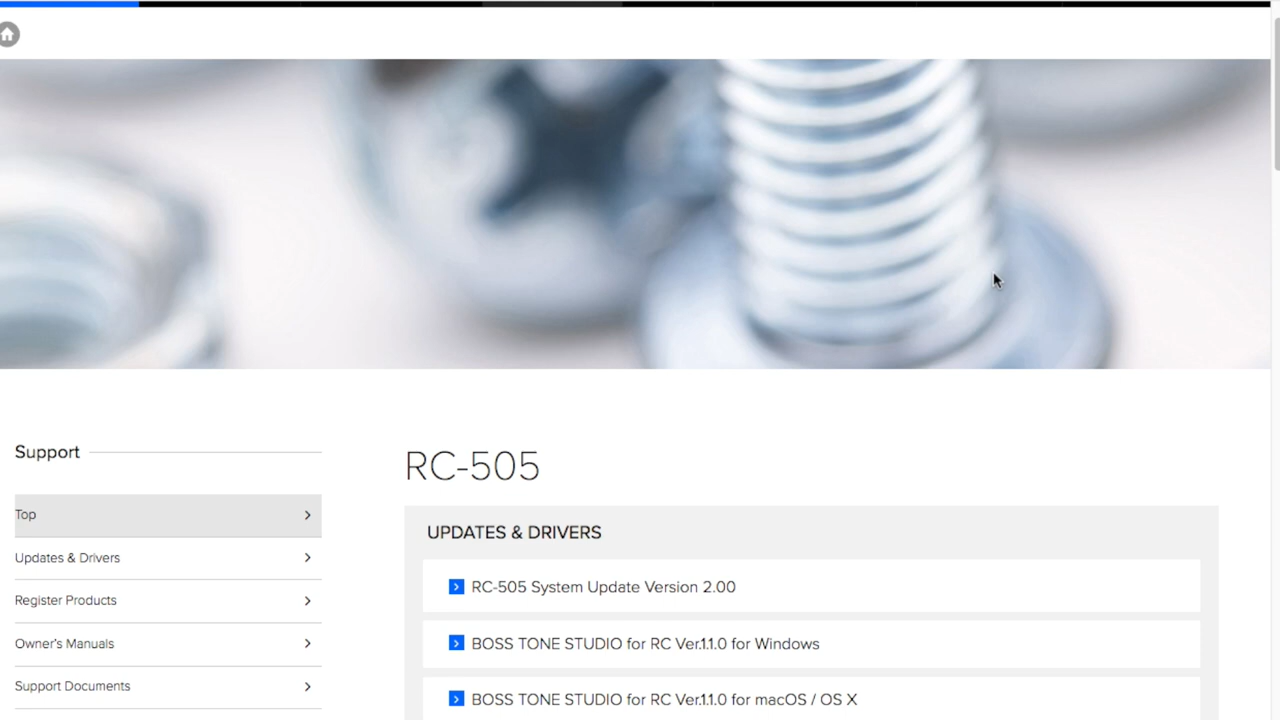 Support
Top
Updates & Drivers
Register Products
Owner's Manuals
Support Documents
RC-505
UPDATES & DRIVERS
RC-505 System Update Version 2.00
BOSS TONE STUDIO for RC Ver.1.1.0 for Windows
BOSS TONE STUDIO for RC Ver.1.1.0 for macOS / OS X